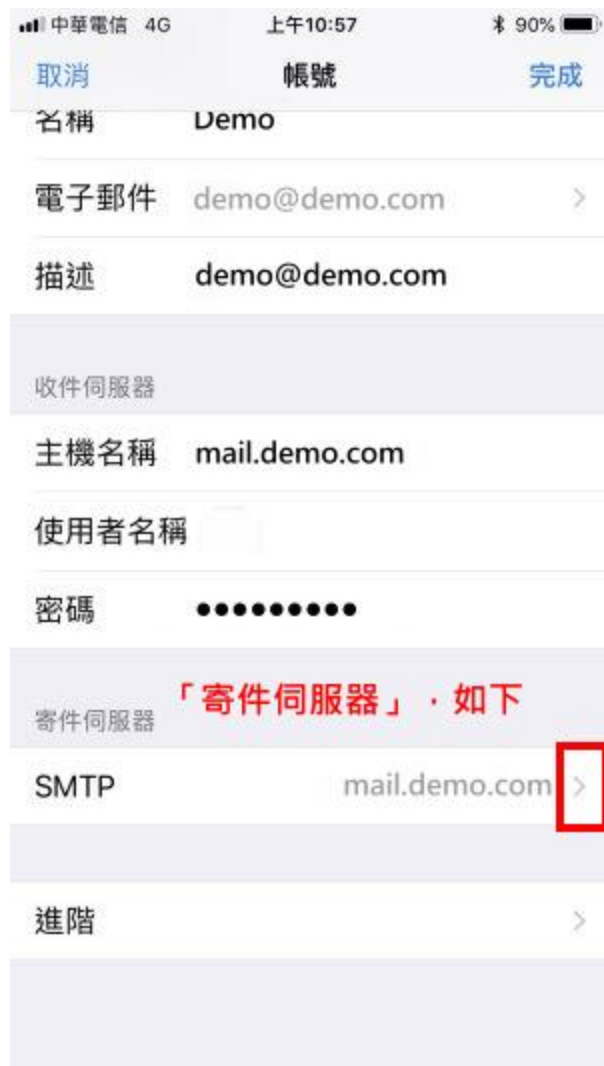 中華電信 4G 上午10:57 90%
取消 帳號 完成
名稱 Demo
電子郵件 demo@demo.com
描述 demo@demo.com
收件伺服器
主機名稱 mail.demo.com
使用者名稱
密碼 ●●●●●●●●●
「寄件伺服器」，如下
寄件伺服器
SMTP mail.demo.com
進階